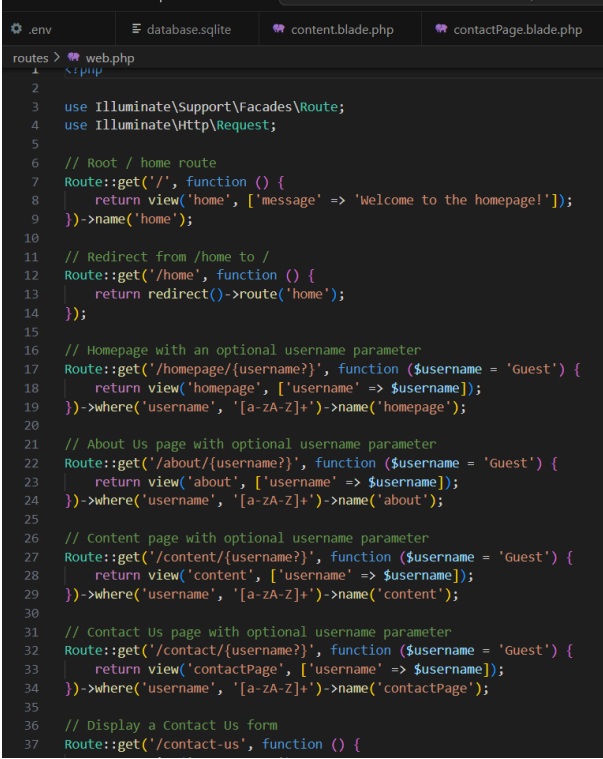 .env database.sqlite content.blade.php contactPage.blade.php
routes > web.php
1 <?php
2
3 use Illuminate\Support\Facades\Route;
4 use Illuminate\Http\Request;
5
6 // Root / home route
7 Route::get('/', function () {
8     return view('home', ['message' => 'Welcome to the homepage!']);
9 })->name('home');
10
11 // Redirect from /home to /
12 Route::get('/home', function () {
13     return redirect()->route('home');
14 });
15
16 // Homepage with an optional username parameter
17 Route::get('/homepage/{username?}', function ($username = 'Guest') {
18     return view('homepage', ['username' => $username]);
19 })->where('username', '[a-zA-Z]+')->name('homepage');
20
21 // About Us page with optional username parameter
22 Route::get('/about/{username?}', function ($username = 'Guest') {
23     return view('about', ['username' => $username]);
24 })->where('username', '[a-zA-Z]+')->name('about');
25
26 // Content page with optional username parameter
27 Route::get('/content/{username?}', function ($username = 'Guest') {
28     return view('content', ['username' => $username]);
29 })->where('username', '[a-zA-Z]+')->name('content');
30
31 // Contact Us page with optional username parameter
32 Route::get('/contact/{username?}', function ($username = 'Guest') {
33     return view('contactPage', ['username' => $username]);
34 })->where('username', '[a-zA-Z]+')->name('contactPage');
35
36 // Display a Contact Us form
37 Route::get('/contact-us', function () {